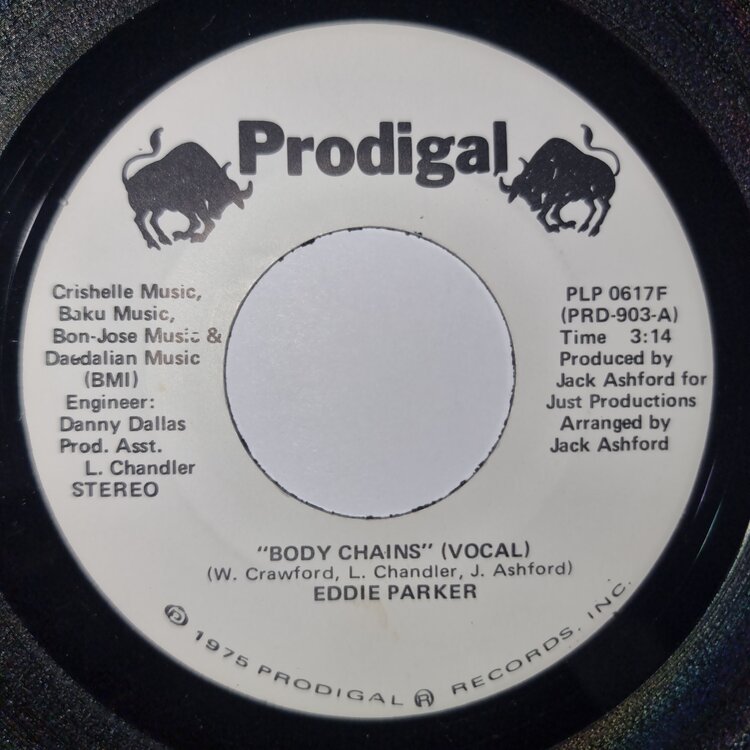 Prodigal
Crishelle Music,
Baku Music,
Bon-Jose Music &
Daedalian Music
(BMI)
Engineer:
Danny Dallas
Prod. Asst.
L. Chandler
STEREO
PLP 0617F
(PRD-903-A)
Time 3:14
Produced by
Jack Ashford for
Just Productions
Arranged by
Jack Ashford
"BODY CHAINS" (VOCAL)
(W. Crawford, L. Chandler, J. Ashford)
EDDIE PARKER
℗ 1975 PRODIGAL ® RECORDS, INC.